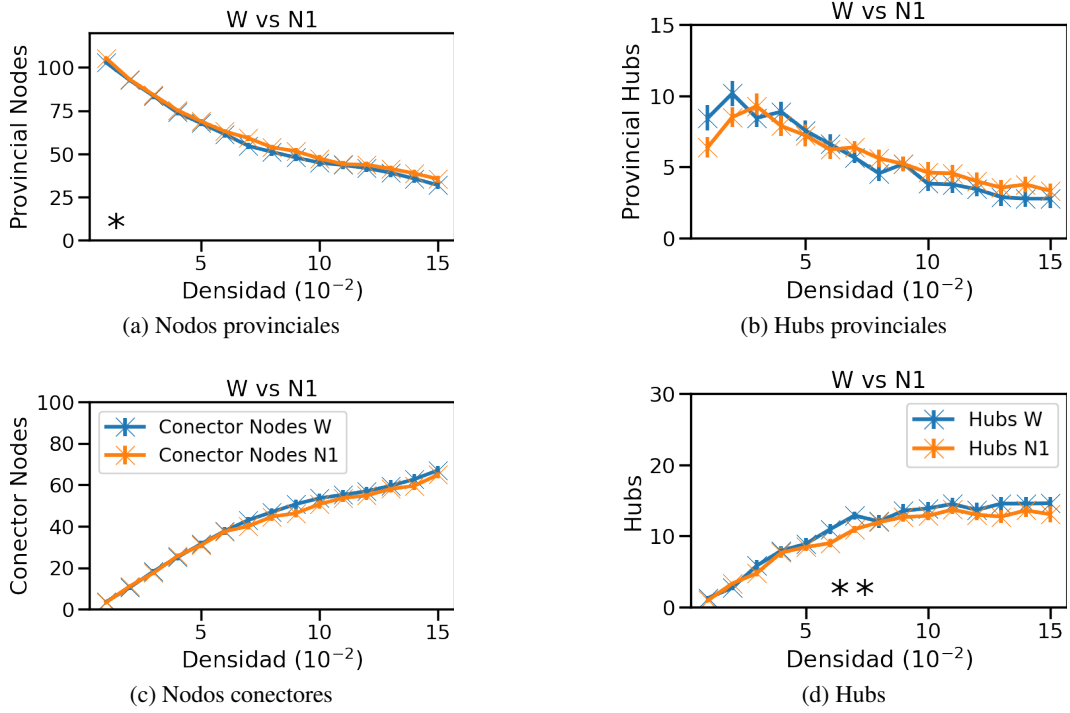 W vs N1
Provincial Nodes
100
75
50
25
0
*
5 10 15
Densidad (10⁻²)
(a) Nodos provinciales
W vs N1
Provincial Hubs
15
10
5
0
5 10 15
Densidad (10⁻²)
(b) Hubs provinciales
W vs N1
Conector Nodes
100
80
60
40
20
0
Conector Nodes W
Conector Nodes N1
5 10 15
Densidad (10⁻²)
(c) Nodos conectores
W vs N1
Hubs
30
20
10
0
Hubs W
Hubs N1
**
5 10 15
Densidad (10⁻²)
(d) Hubs